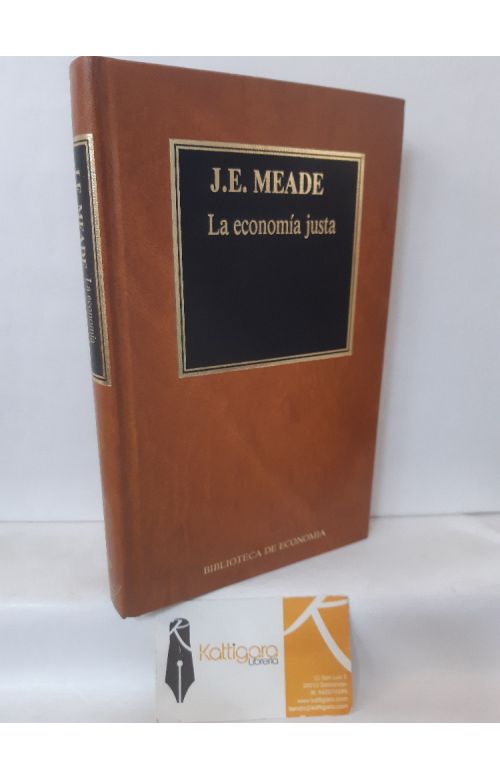 J.E. MEADE
La economía justa
J.E. MEADE La economía
BIBLIOTECA DE ECONOMIA
Kattigara
Librería